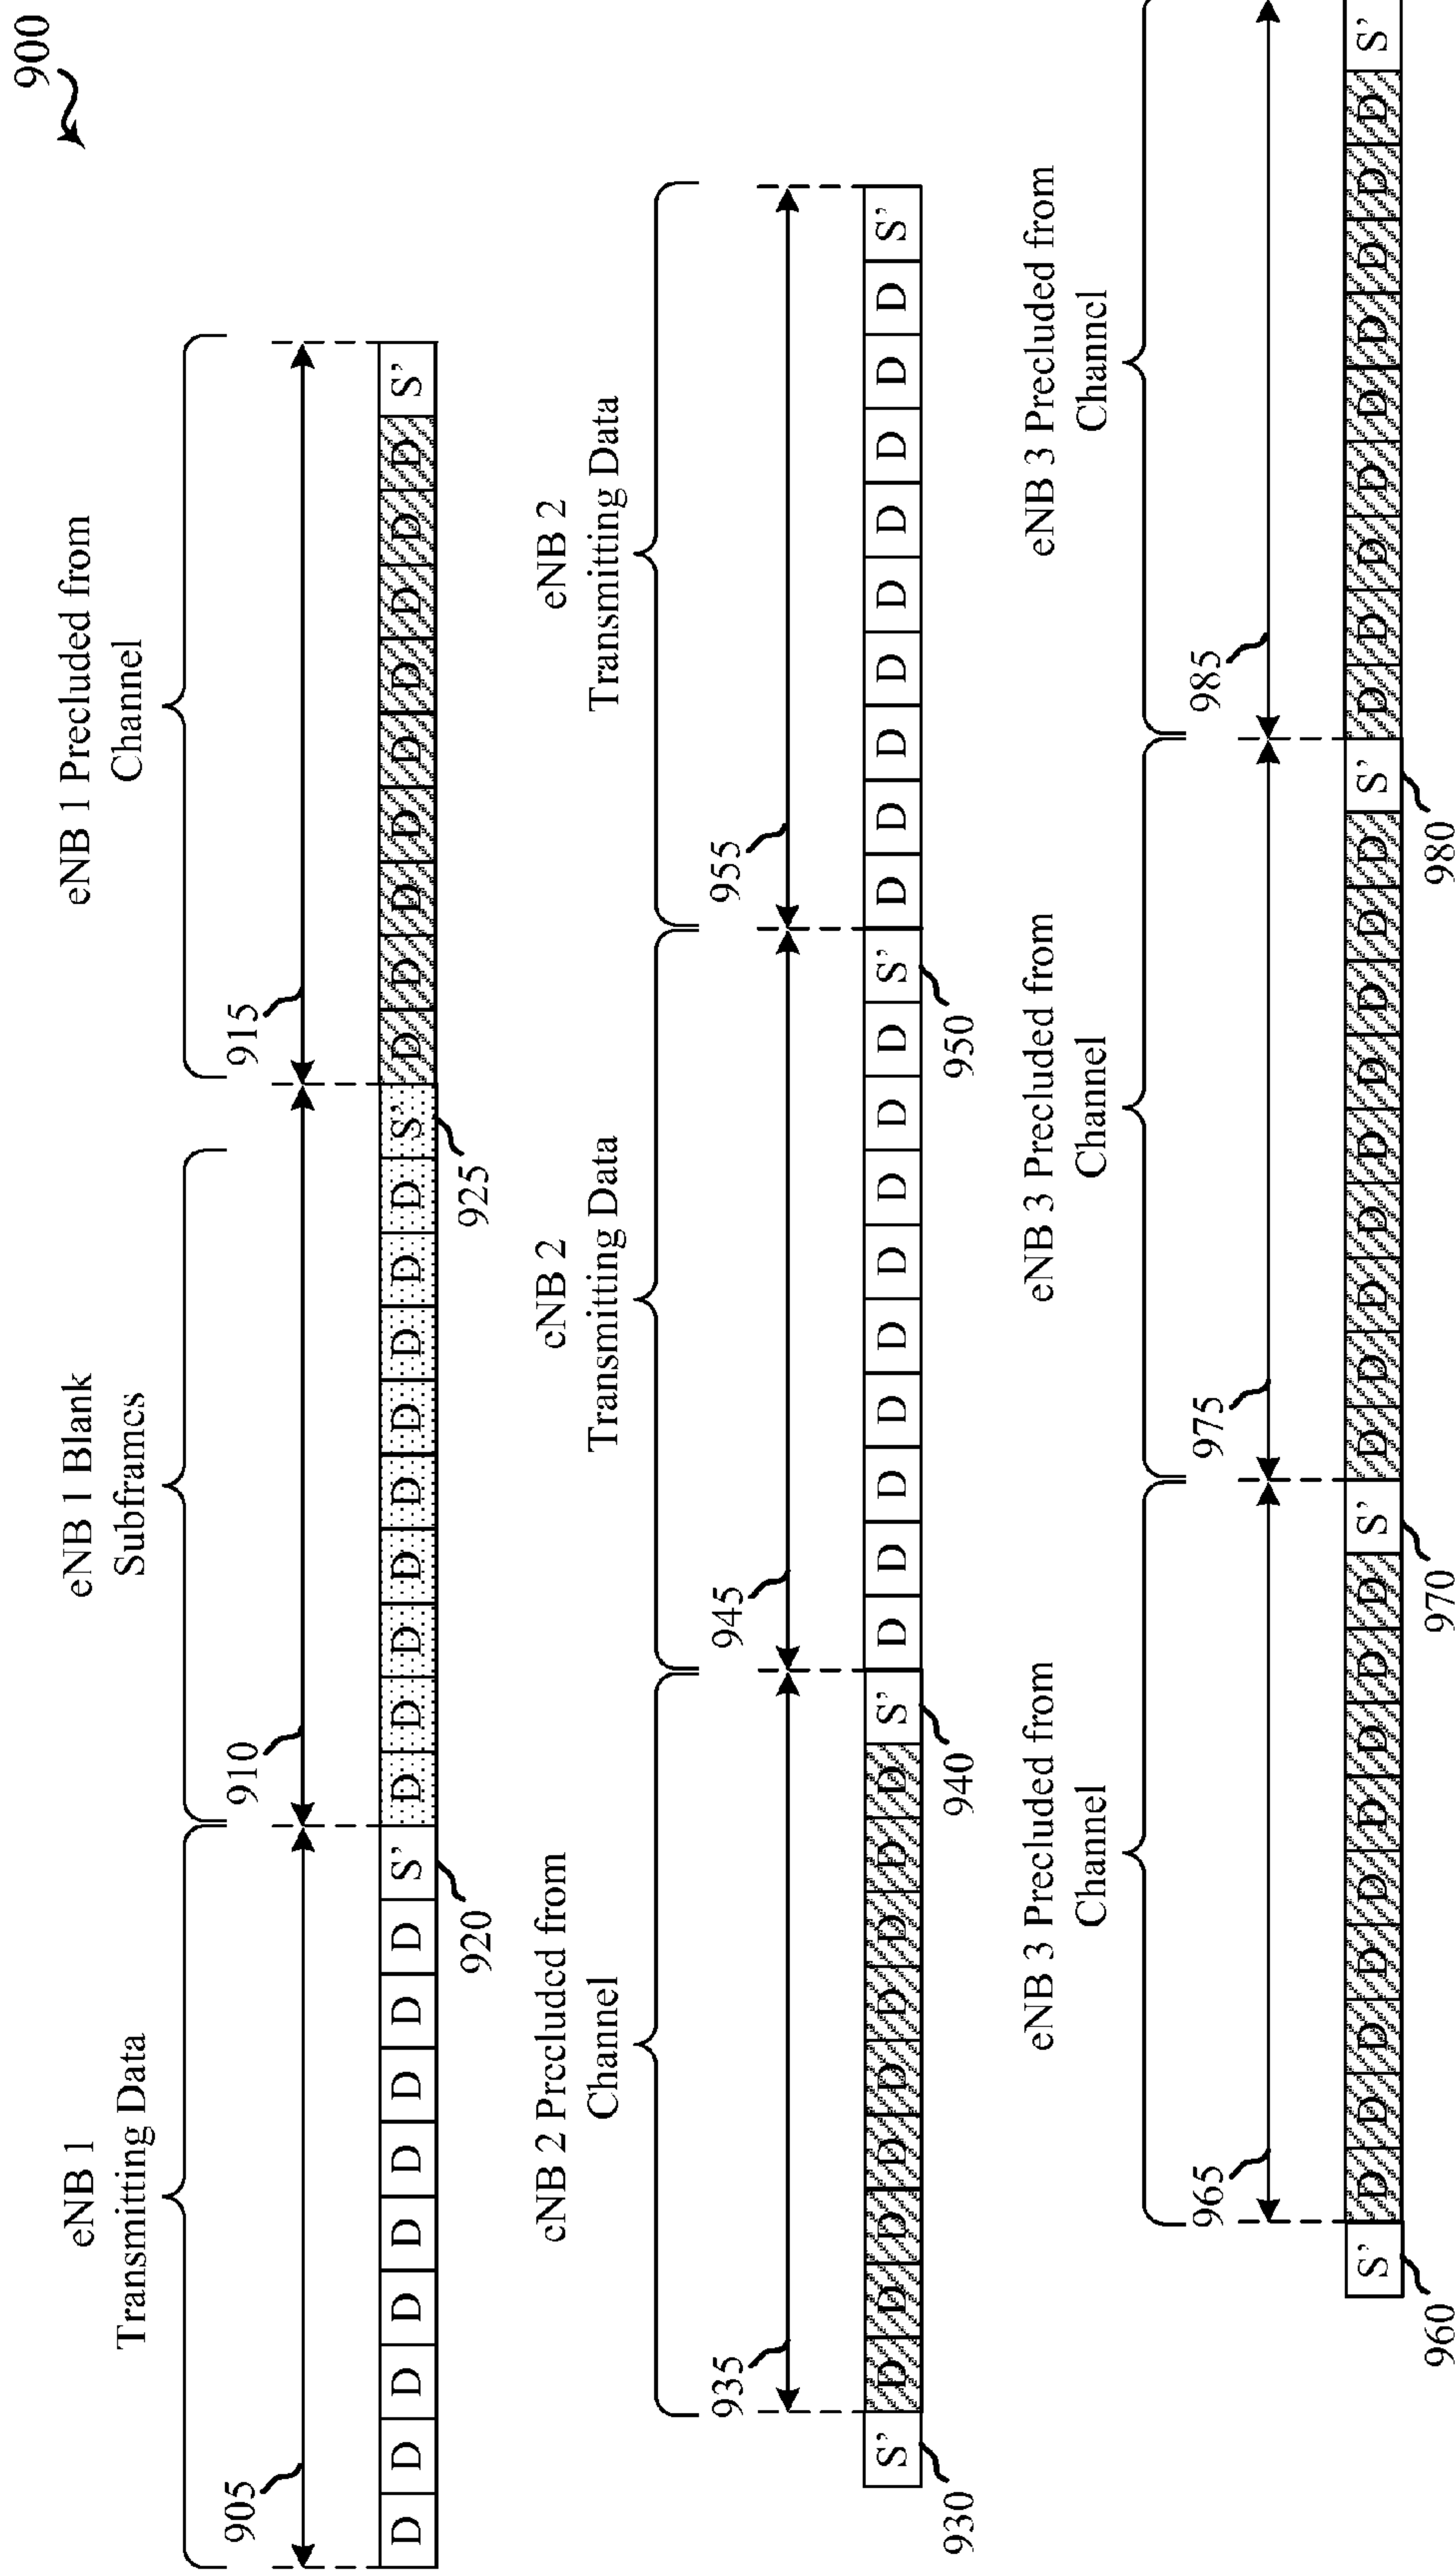 900
eNB 1
Transmitting Data
eNB 1 Blank
Subframes
eNB 1 Precluded from
Channel
905
910
915
D D D D D D D D D S' D D D D D D D D D S' D D D D D D D D D S'
920
925
eNB 2 Precluded from
Channel
eNB 2
Transmitting Data
eNB 2
Transmitting Data
935
945
955
S' D D D D D D D D D S' D D D D D D D D D S' D D D D D D D D D S'
930
940
950
eNB 3 Precluded from
Channel
eNB 3 Precluded from
Channel
eNB 3 Precluded from
Channel
965
975
985
S' D D D D D D D D D S' D D D D D D D D D S' D D D D D D D D D S'
960
970
980